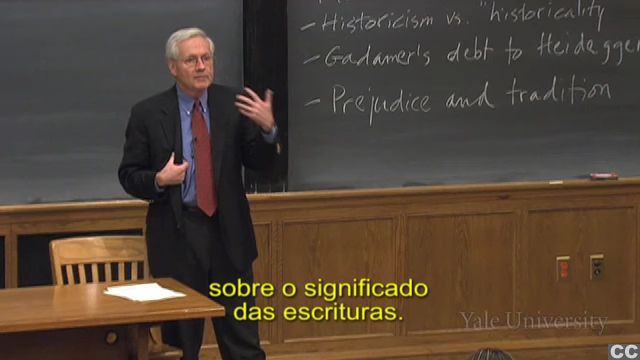 - Historicism vs. "historicality
- Gadamer's debt to Heidegger
- Prejudice and tradition
sobre o significado
das escrituras.
Yale University
CC